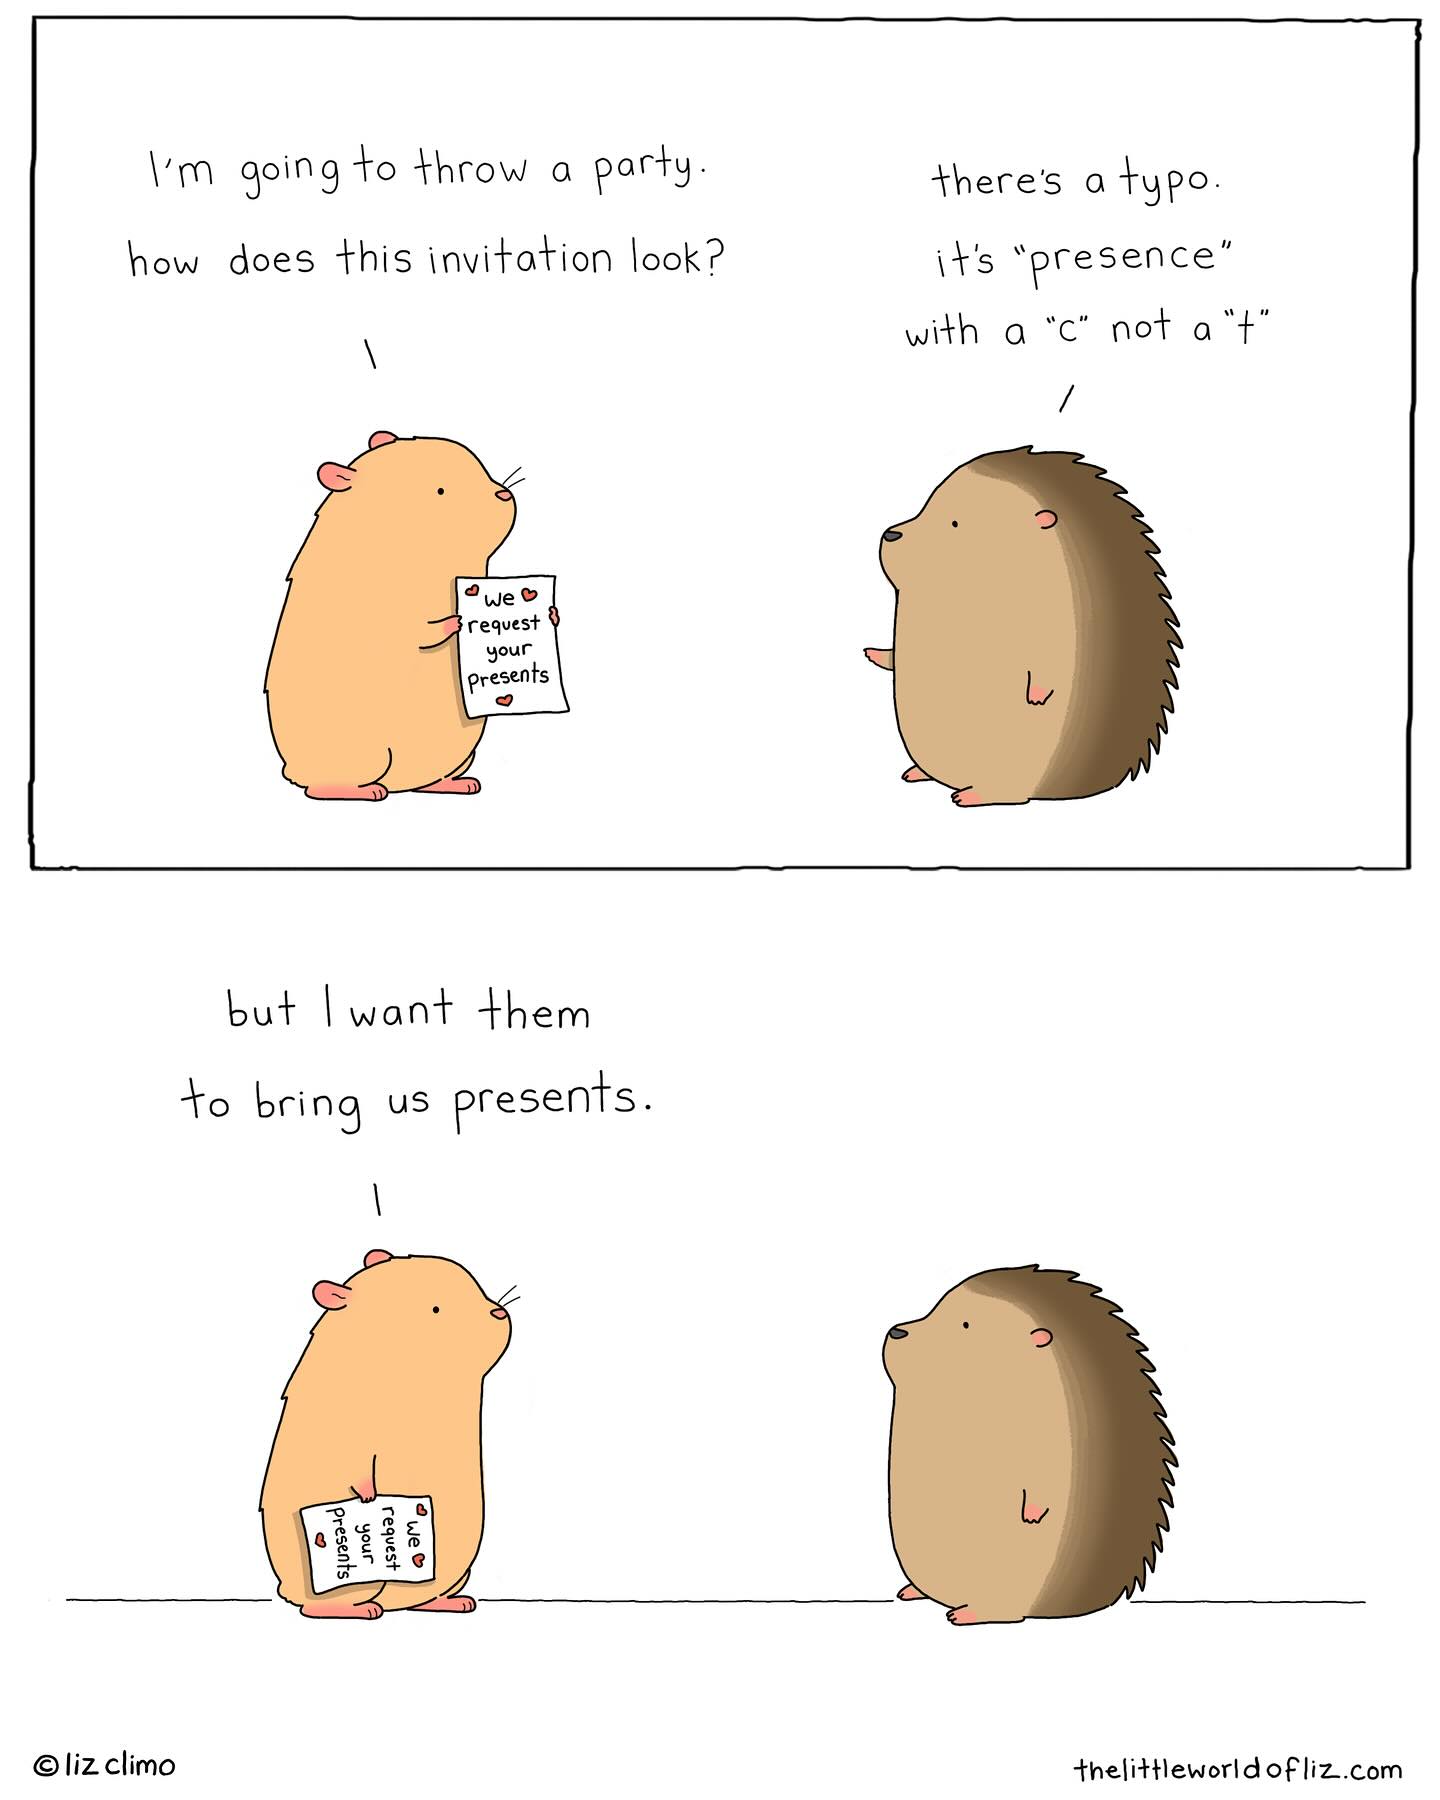 I'm going to throw a party.
how does this invitation look?
there's a typo.
it's "presence"
with a "c" not a "t"
we
request
your
presents
but I want them
to bring us presents.
we
request
your
presents
© liz climo
thelittleworldofliz.com